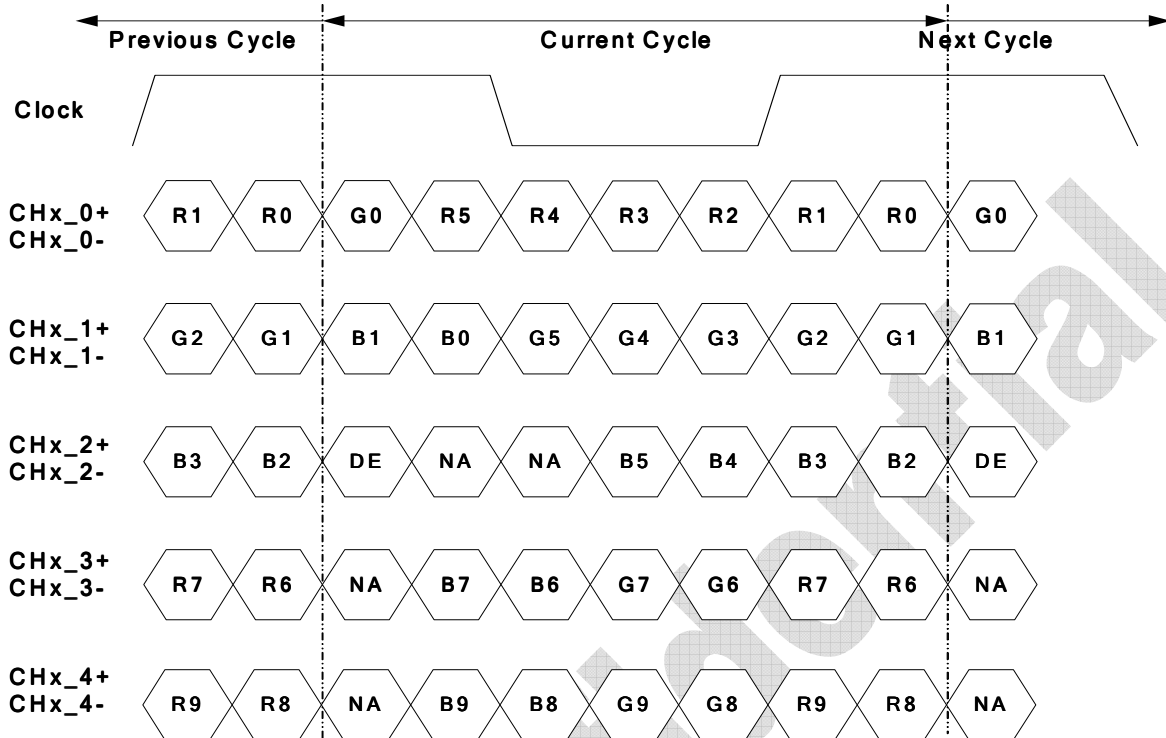 Previous Cycle Current Cycle Next Cycle
Clock
CHx_0+ R1 R0 G0 R5 R4 R3 R2 R1 R0 G0
CHx_0-
CHx_1+ G2 G1 B1 B0 G5 G4 G3 G2 G1 B1
CHx_1-
CHx_2+ B3 B2 DE NA NA B5 B4 B3 B2 DE
CHx_2-
CHx_3+ R7 R6 NA B7 B6 G7 G6 R7 R6 NA
CHx_3-
CHx_4+ R9 R8 NA B9 B8 G9 G8 R9 R8 NA
CHx_4-